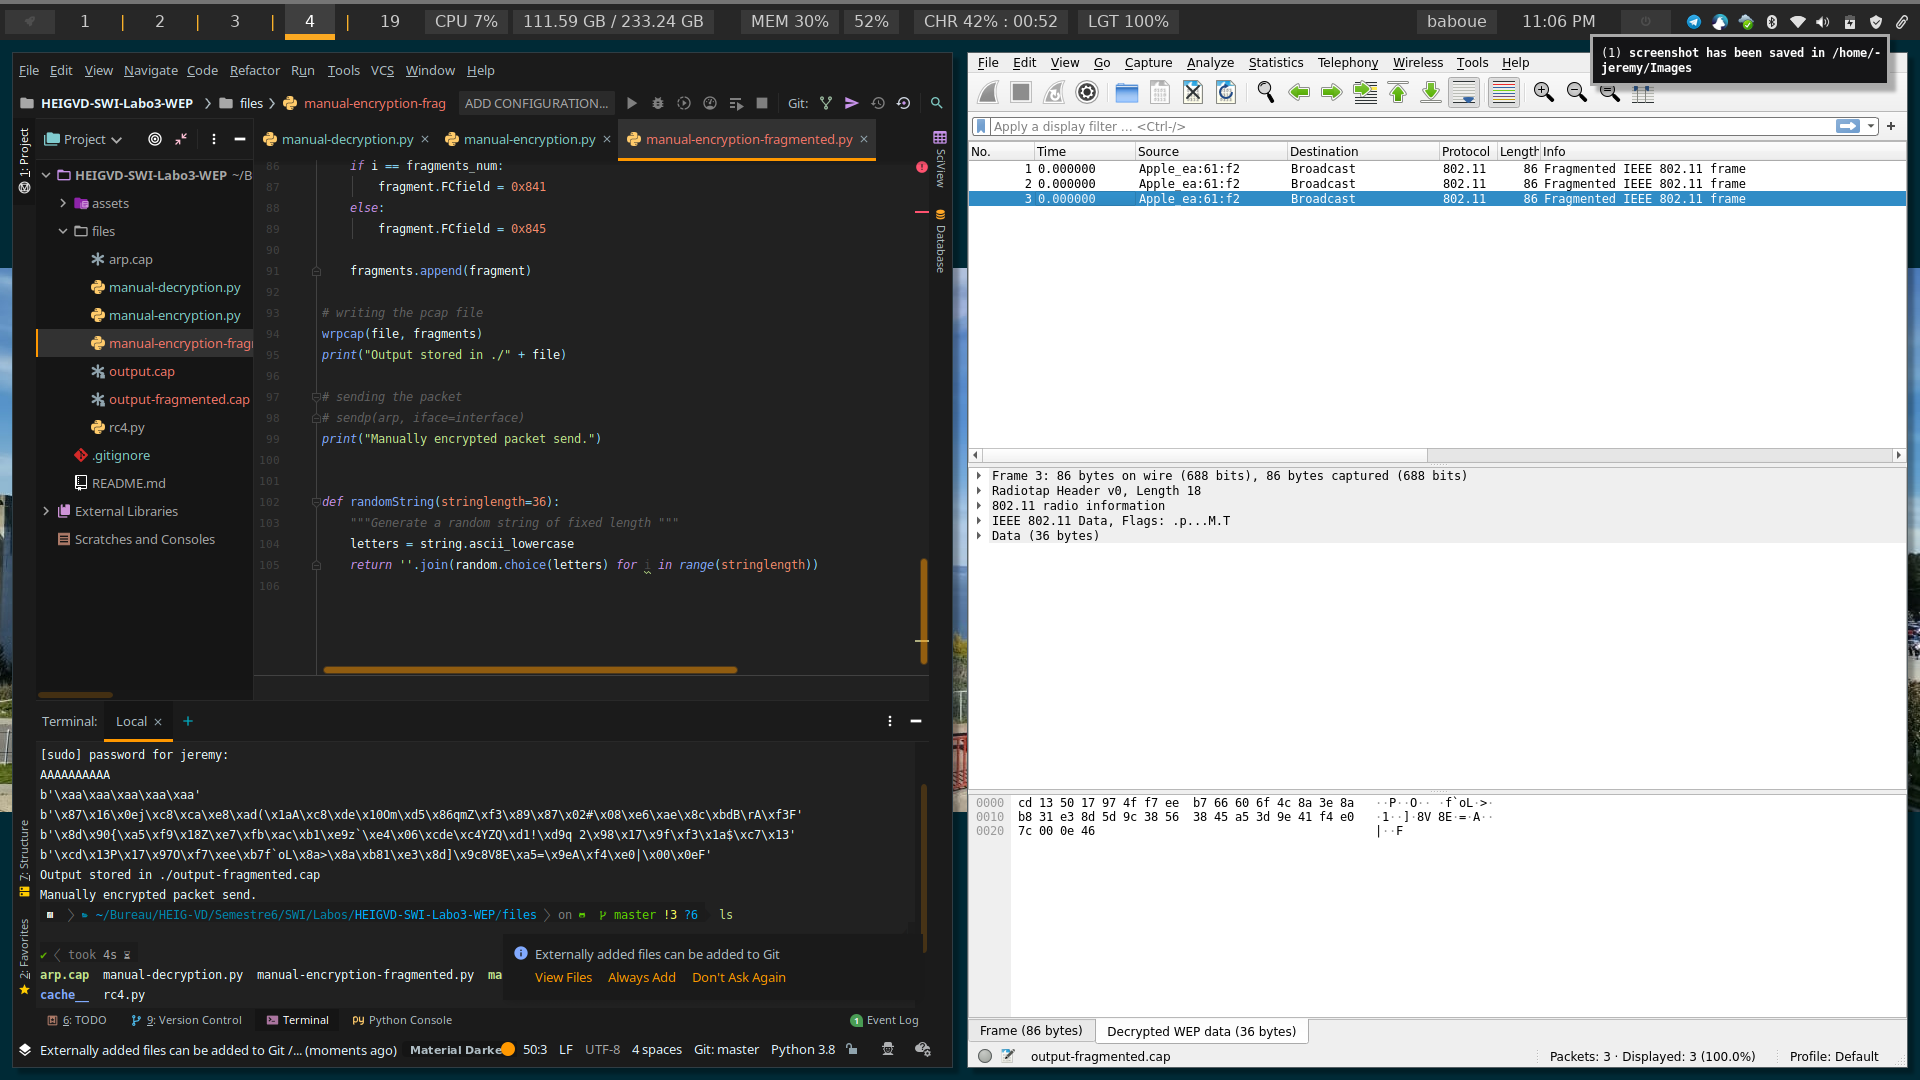 1 | 2 | 3 | 4 | 19 CPU 7% 111.59 GB / 233.24 GB MEM 30% 52% CHR 42% : 00:52 LGT 100% baboue 11:06 PM
(1) screenshot has been saved in /home/-
jeremy/Images
File Edit View Navigate Code Refactor Run Tools VCS Window Help
HEIGVD-SWI-Labo3-WEP files manual-encryption-frag ADD CONFIGURATION... Git:
Project manual-decryption.py manual-encryption.py manual-encryption-fragmented.py
1: Project
HEIGVD-SWI-Labo3-WEP ~/B
assets
files
arp.cap
manual-decryption.py
manual-encryption.py
manual-encryption-fragr
output.cap
output-fragmented.cap
rc4.py
.gitignore
README.md
External Libraries
Scratches and Consoles
86 if i == fragments_num:
87 fragment.FCfield = 0x841
88 else:
89 fragment.FCfield = 0x845
90
91 fragments.append(fragment)
92
93 # writing the pcap file
94 wrpcap(file, fragments)
95 print("Output stored in ./" + file)
96
97 # sending the packet
98 # sendp(arp, iface=interface)
99 print("Manually encrypted packet send.")
100
101
102 def randomString(stringlength=36):
103 """Generate a random string of fixed length """
104 letters = string.ascii_lowercase
105 return ''.join(random.choice(letters) for i in range(stringlength))
106
SciView
Database
Terminal: Local
[sudo] password for jeremy:
AAAAAAAAAA
b'\xaa\xaa\xaa\xaa\xaa'
b'\x87\x16\x0ej\xc8\xca\xe8\xad(\x1aA\xc8\xde\x10Om\xd5\x86qmZ\xf3\x89\x87\x02#\x08\xe6\xae\x8c\xbdB\rA\xf3F'
b'\x8d\x90{\xa5\xf9\x18Z\xe7\xfb\xac\xb1\xe9z`\xe4\x06\xcde\xc4YZQ\xd1!\xd9q 2\x98\x17\x9f\xf3\x1a$\xc7\x13'
b'\xcd\x13P\x17\x97O\xf7\xee\xb7f`oL\x8a>\x8a\xb81\xe3\x8d]\x9c8V8E\xa5=\x9eA\xf4\xe0|\x00\x0eF'
Output stored in ./output-fragmented.cap
Manually encrypted packet send.
~/Bureau/HEIG-VD/Semestre6/SWI/Labos/HEIGVD-SWI-Labo3-WEP/files on master !3 ?6 ls
took 4s
arp.cap manual-decryption.py manual-encryption-fragmented.py ma
cache__ rc4.py
Z: Structure
2: Favorites
Externally added files can be added to Git
View Files Always Add Don't Ask Again
6: TODO 9: Version Control Terminal Python Console 1 Event Log
Externally added files can be added to Git /... (moments ago) Material Darke 50:3 LF UTF-8 4 spaces Git: master Python 3.8
File Edit View Go Capture Analyze Statistics Telephony Wireless Tools Help
Apply a display filter ... <Ctrl-/>
No. Time Source Destination Protocol Length Info
1 0.000000 Apple_ea:61:f2 Broadcast 802.11 86 Fragmented IEEE 802.11 frame
2 0.000000 Apple_ea:61:f2 Broadcast 802.11 86 Fragmented IEEE 802.11 frame
3 0.000000 Apple_ea:61:f2 Broadcast 802.11 86 Fragmented IEEE 802.11 frame
Frame 3: 86 bytes on wire (688 bits), 86 bytes captured (688 bits)
Radiotap Header v0, Length 18
802.11 radio information
IEEE 802.11 Data, Flags: .p...M.T
Data (36 bytes)
0000 cd 13 50 17 97 4f f7 ee b7 66 60 6f 4c 8a 3e 8a ··P··O·· ·f`oL·>·
0010 b8 31 e3 8d 5d 9c 38 56 38 45 a5 3d 9e 41 f4 e0 ·1··]·8V 8E·=·A··
0020 7c 00 0e 46 |··F
Frame (86 bytes) Decrypted WEP data (36 bytes)
output-fragmented.cap Packets: 3 · Displayed: 3 (100.0%) Profile: Default